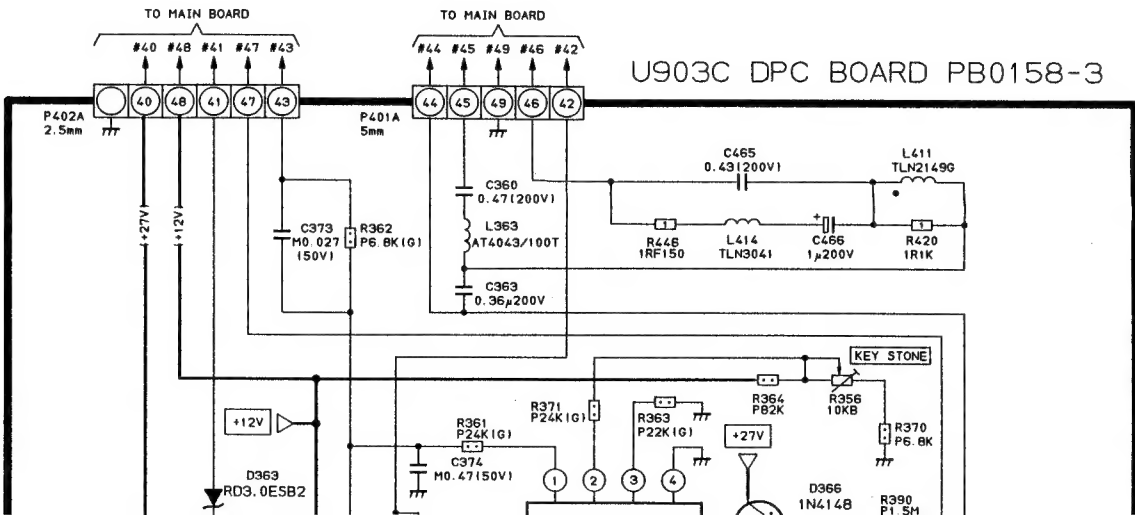 TO MAIN BOARD
TO MAIN BOARD
#40 #48 #41 #47 #43
#44 #45 #49 #46 #42
U903C DPC BOARD PB0158-3
40 48 41 47 43
44 45 49 46 42
P402A
2.5mm
P401A
5mm
C465
0.43(200V)
L411
TLN2149G
C360
0.47(200V)
+27V
+12V
C373
M0.027
(50V)
R362
P6.8K(G)
L363
AT4043/100T
R446
1RF150
L414
TLN3041
+
C466
1µ200V
R420
1R1K
C363
0.36µ200V
KEY STONE
R364
P82K
R356
10KB
R371
P24K(G)
R363
P22K(G)
R370
P6.8K
+12V
R361
P24K(G)
+27V
C374
M0.47(50V)
1 2 3 4
D363
RD3.0ESB2
D366
1N4148
R390
P1.5M